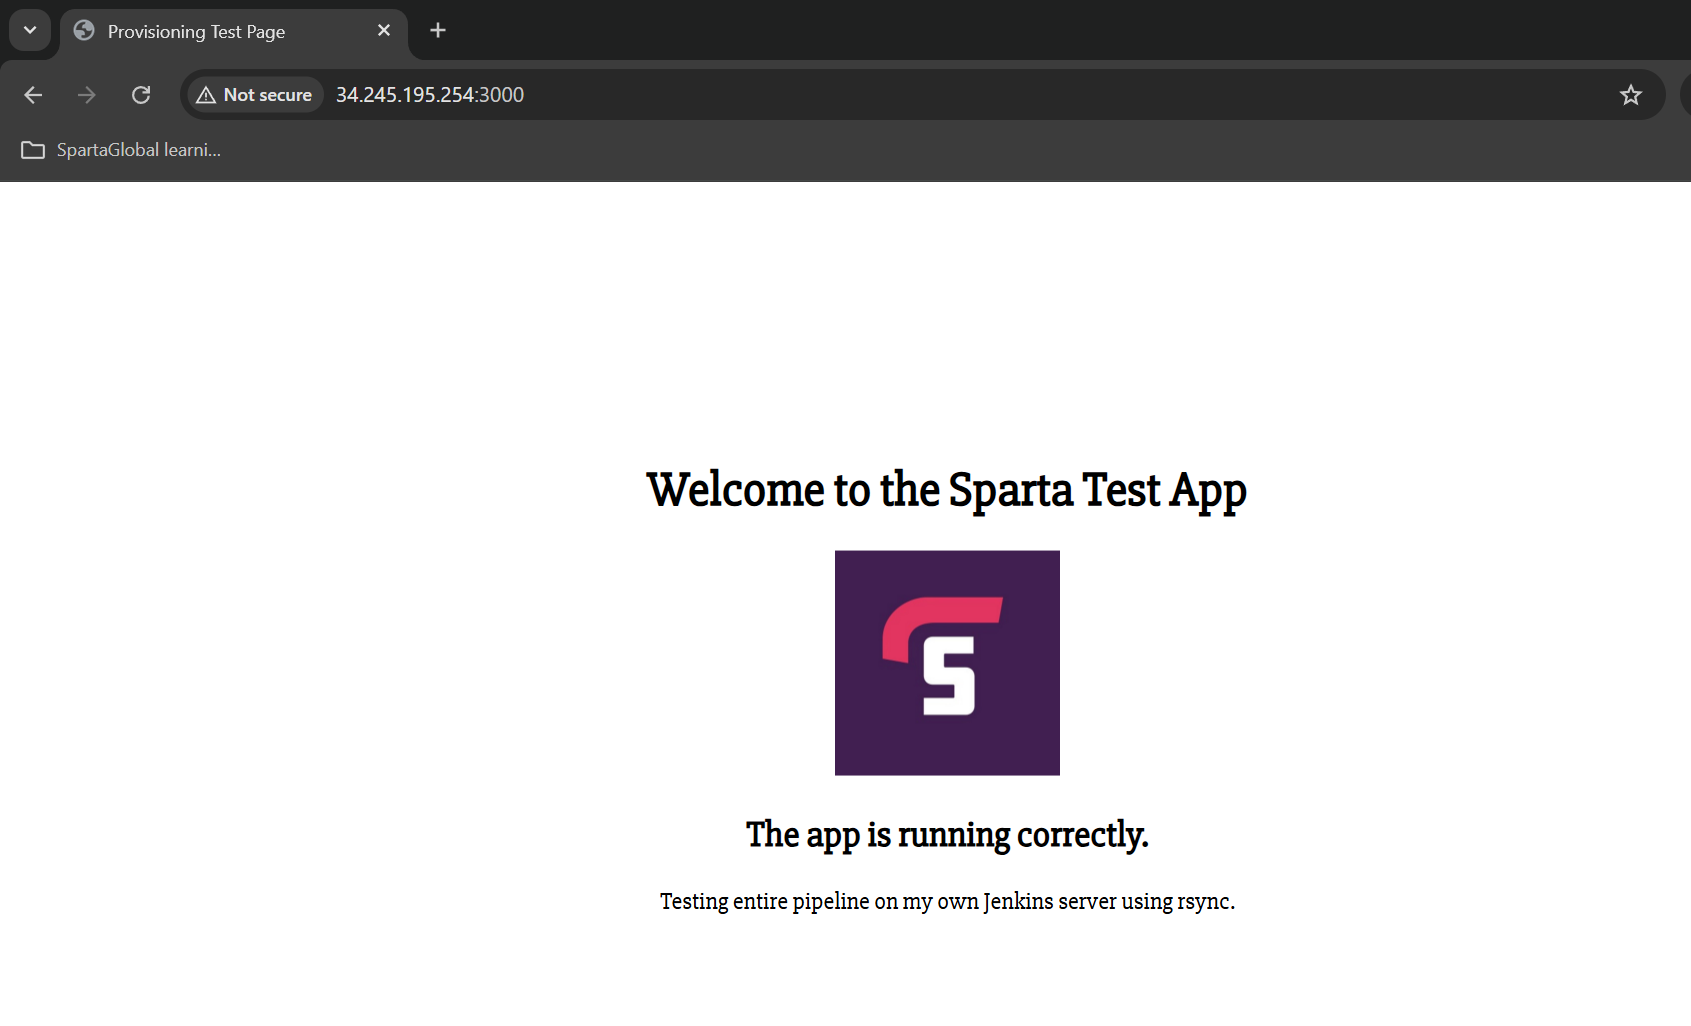 Provisioning Test Page
Not secure
34.245.195.254:3000
SpartaGlobal learni...
Welcome to the Sparta Test App
S
The app is running correctly.
Testing entire pipeline on my own Jenkins server using rsync.